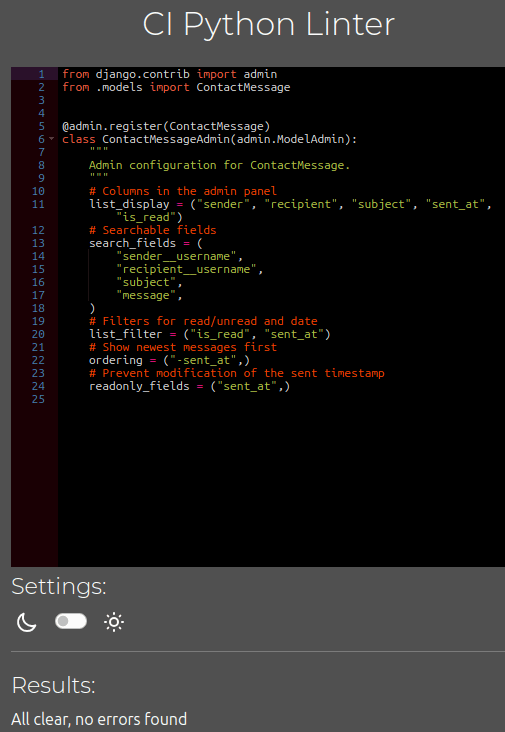 CI Python Linter
1 from django.contrib import admin
2 from .models import ContactMessage
3
4
5 @admin.register(ContactMessage)
6 class ContactMessageAdmin(admin.ModelAdmin):
7     """
8     Admin configuration for ContactMessage.
9     """
10     # Columns in the admin panel
11     list_display = ("sender", "recipient", "subject", "sent_at",
        "is_read")
12     # Searchable fields
13     search_fields = (
14         "sender__username",
15         "recipient__username",
16         "subject",
17         "message",
18     )
19     # Filters for read/unread and date
20     list_filter = ("is_read", "sent_at")
21     # Show newest messages first
22     ordering = ("-sent_at",)
23     # Prevent modification of the sent timestamp
24     readonly_fields = ("sent_at",)
25
Settings:
Results:
All clear, no errors found